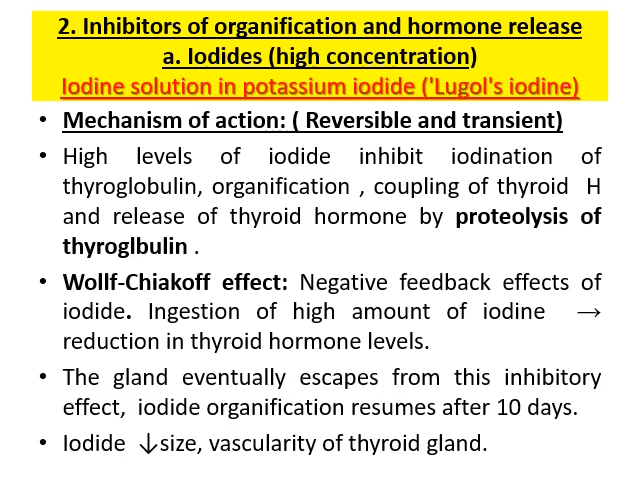 2. Inhibitors of organification and hormone release
a. Iodides (high concentration)
Iodine solution in potassium iodide ('Lugol's iodine)
• Mechanism of action: ( Reversible and transient)
• High levels of iodide inhibit iodination of
thyroglobulin, organification , coupling of thyroid H
and release of thyroid hormone by proteolysis of
thyroglbulin .
• Wollf-Chiakoff effect: Negative feedback effects of
iodide. Ingestion of high amount of iodine →
reduction in thyroid hormone levels.
• The gland eventually escapes from this inhibitory
effect, iodide organification resumes after 10 days.
• Iodide ↓size, vascularity of thyroid gland.